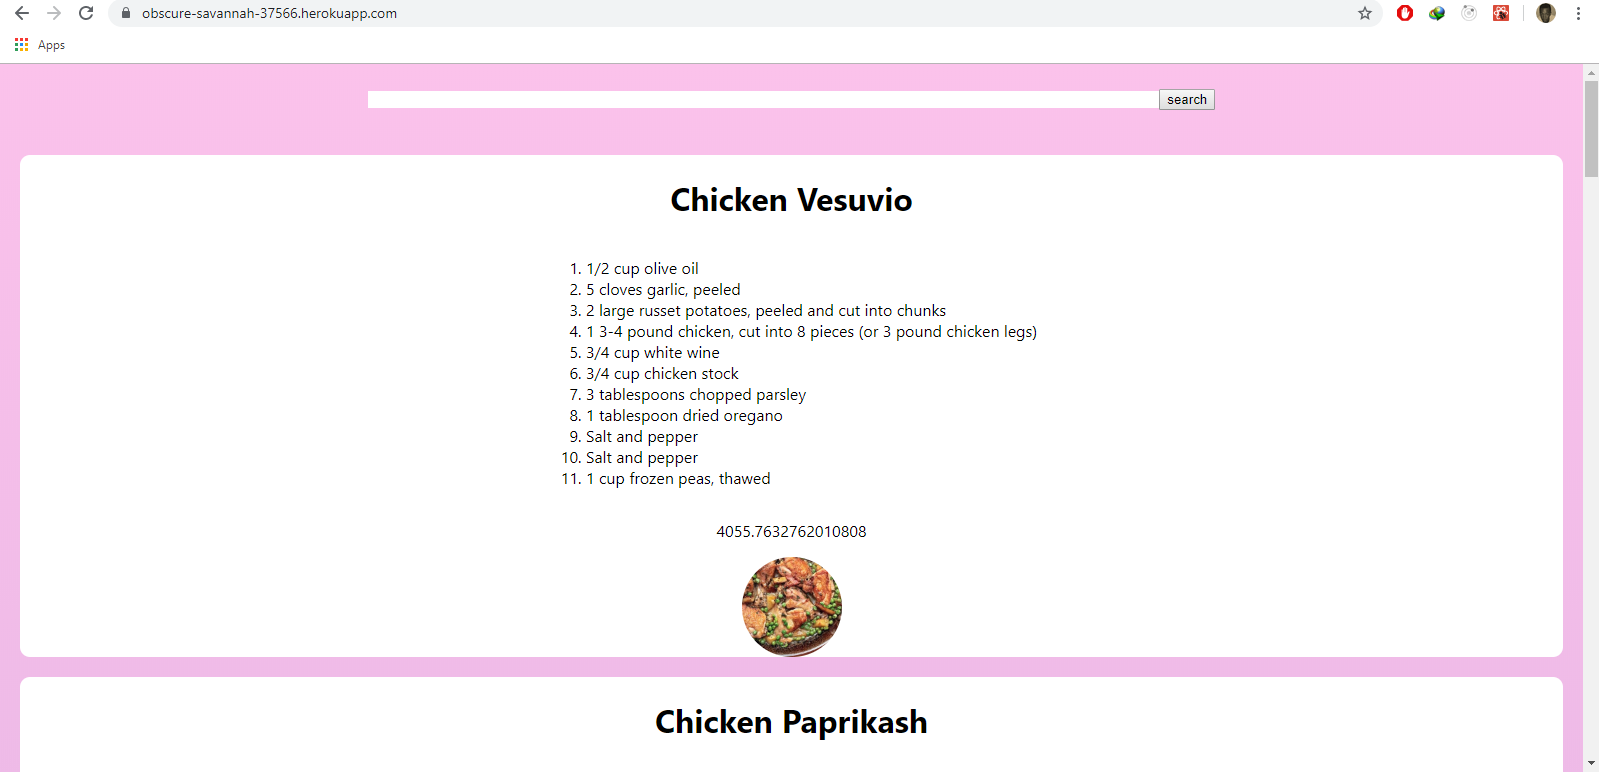 obscure-savannah-37566.herokuapp.com
Apps
search
Chicken Vesuvio
1. 1/2 cup olive oil
2. 5 cloves garlic, peeled
3. 2 large russet potatoes, peeled and cut into chunks
4. 1 3-4 pound chicken, cut into 8 pieces (or 3 pound chicken legs)
5. 3/4 cup white wine
6. 3/4 cup chicken stock
7. 3 tablespoons chopped parsley
8. 1 tablespoon dried oregano
9. Salt and pepper
10. Salt and pepper
11. 1 cup frozen peas, thawed
4055.7632762010808
Chicken Paprikash